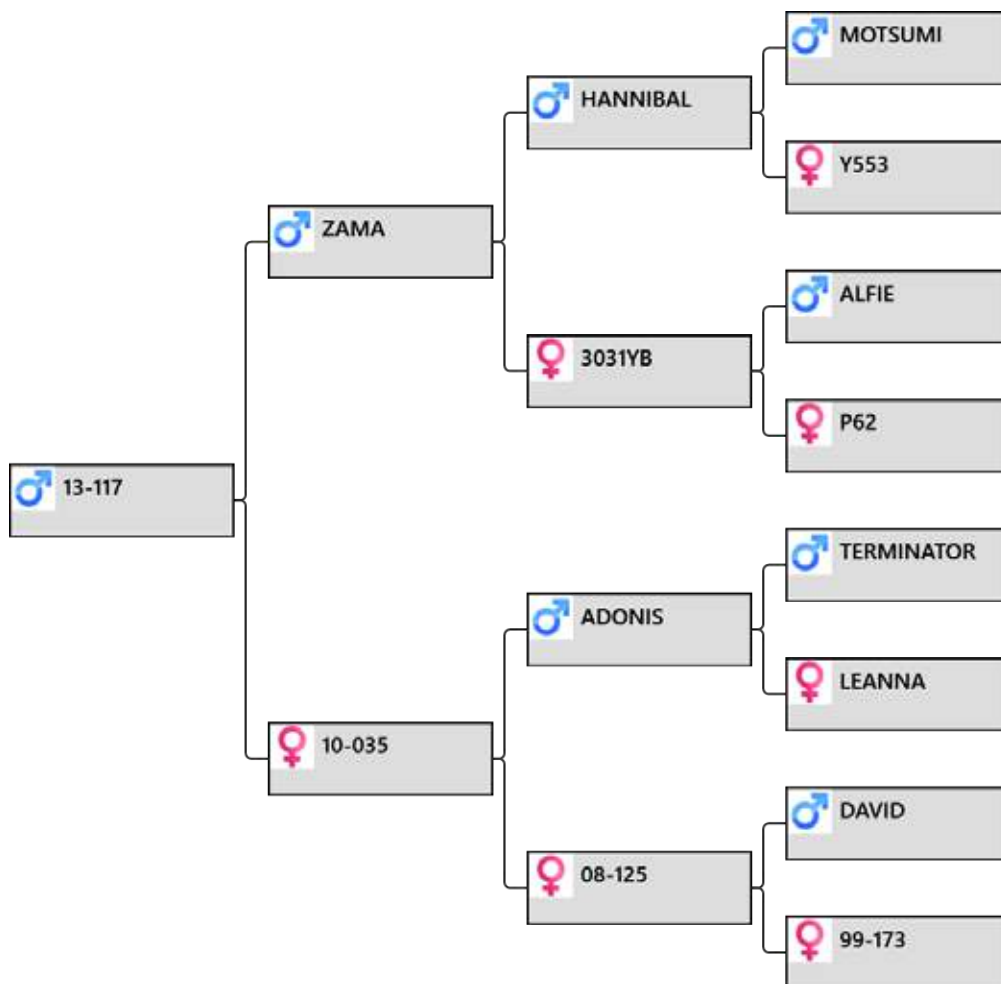 MOTSUMI
HANNIBAL
Y553
ZAMA
ALFIE
3031YB
P62
13-117
TERMINATOR
ADONIS
LEANNA
10-035
DAVID
08-125
99-173